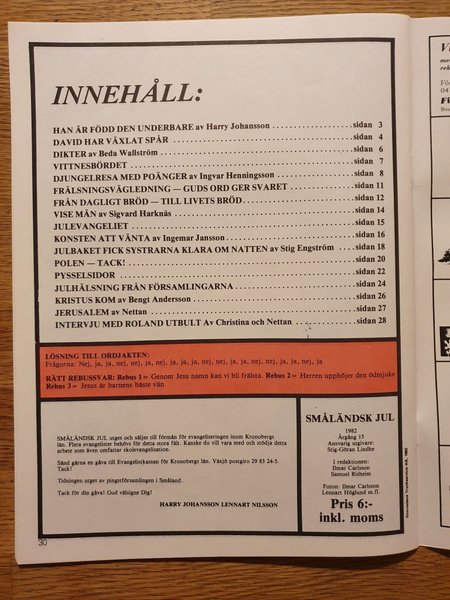 INNEHÅLL:
HAN ÄR FÖDD DEN UNDERBARE av Harry Johansson sidan 3
DAVID HAR VÄXLAT SPÅR sidan 4
DIKTER av Beda Wallström sidan 6
VITTNESBÖRDET sidan 7
DJUNGELRESA MED POÄNGER av Ingvar Henningsson sidan 8
FRÄLSNINGSVÄGLEDNING — GUDS ORD GER SVARET sidan 11
FRÅN DAGLIGT BRÖD — TILL LIVETS BRÖD sidan 12
VISE MÄN av Sigvard Harknäs sidan 14
JULEVANGELIET sidan 15
KONSTEN ATT VÄNTA av Ingemar Jansson sidan 16
JULBAKET FICK SYSTRARNA KLARA OM NATTEN av Stig Engström sidan 18
POLEN — TACK! sidan 20
PYSSELSIDOR sidan 22
JULHÄLSNING FRÅN FÖRSAMLINGARNA sidan 24
KRISTUS KOM av Bengt Andersson sidan 26
JERUSALEM av Nettan sidan 27
INTERVJU MED ROLAND UTBULT Av Christina och Nettan sidan 28
LÖSNING TILL ORDJAKTEN:
Frågorna: Nej, ja, ja, nej, nej, ja, nej, ja, ja, ja, nej, nej, ja, ja, nej, nej, ja, ja, nej, ja
RÄTT REBUSSVAR: Rebus 1 = Genom Jesu namn kan vi bli frälsta. Rebus 2 = Herren upphöjer den ödmjuke
Rebus 3 = Jesus är barnens bäste vän
SMÅLÄNDSK JUL utges och säljes till förmån för evangeliseringen inom Kronobergs
län. Flera evangelister behövs för detta stora fält. Kanske du vill vara med och stödja detta
arbete som även omfattar skolevangelisation.
Sänd gärna en gåva till Evangelistkassan för Kronobergs län. Växjö postgiro 29 83 24-5.
Tack!
Tidningen utges av pingstförsamlingen i Småland.
Tack för din gåva! Gud välsigne Dig!
HARRY JOHANSSON LENNART NILSSON
SMÅLÄNDSK JUL
1982
Årgång 15
Ansvarig utgivare:
Stig-Göran Lindhe
I redaktionen:
Ilmar Carlsson
Samuel Ritheim
Foton: Ilmar Carlsson
Lennart Höglund m.fl.
Pris 6:-
inkl. moms
30